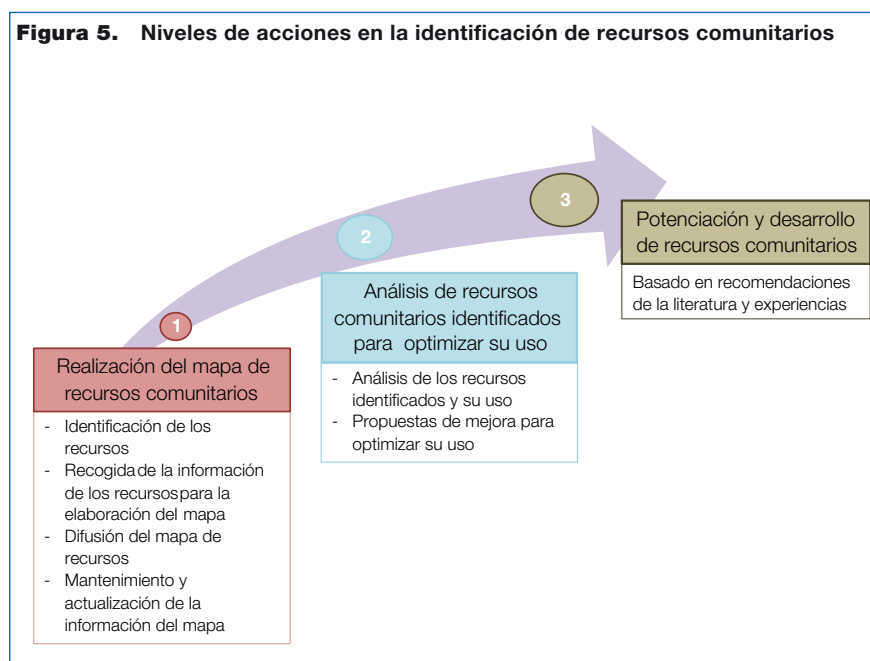 Figura 5. Niveles de acciones en la identificación de recursos comunitarios
1
Realización del mapa de
recursos comunitarios
- Identificación de los
recursos
- Recogida de la información
de los recursos para la
elaboración del mapa
- Difusión del mapa de
recursos
- Mantenimiento y
actualización de la
información del mapa
2
Análisis de recursos
comunitarios identificados
para optimizar su uso
- Análisis de los recursos
identificados y su uso
- Propuestas de mejora para
optimizar su uso
3
Potenciación y desarrollo
de recursos comunitarios
Basado en recomendaciones
de la literatura y experiencias